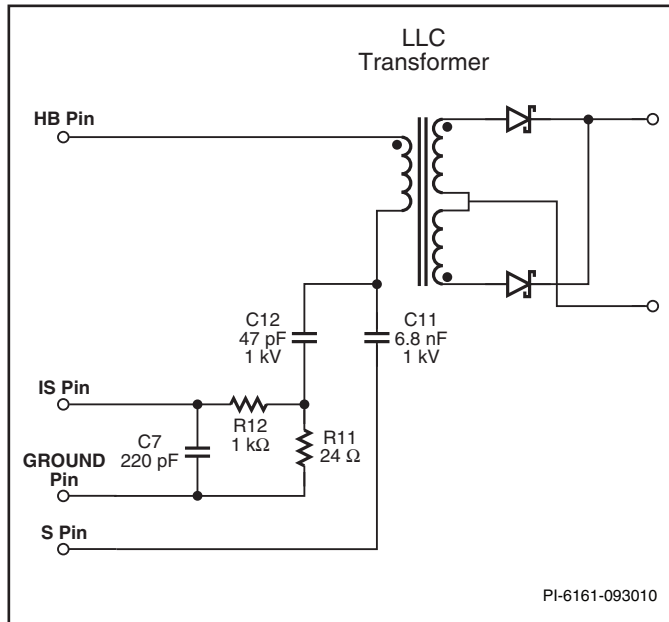 LLC
Transformer
HB Pin
C12
47 pF
1 kV
C11
6.8 nF
1 kV
IS Pin
R12
1 kΩ
C7
220 pF
R11
24 Ω
GROUND
Pin
S Pin
PI-6161-093010